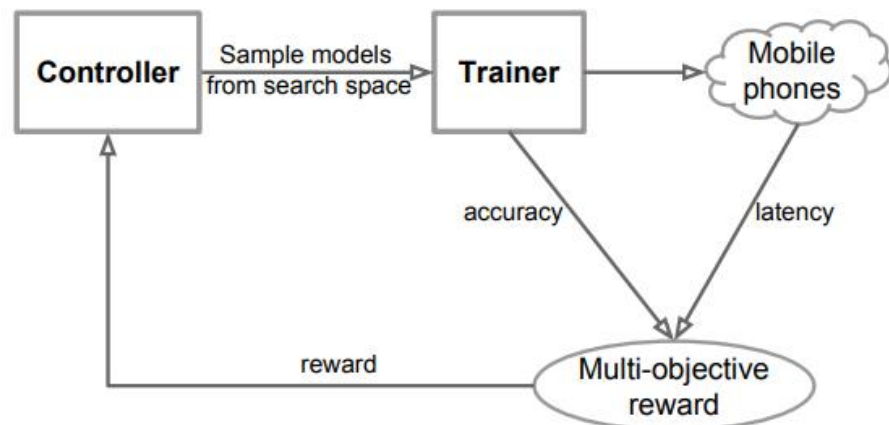 Controller
Sample models
from search space
Trainer
Mobile
phones
accuracy
latency
reward
Multi-objective
reward